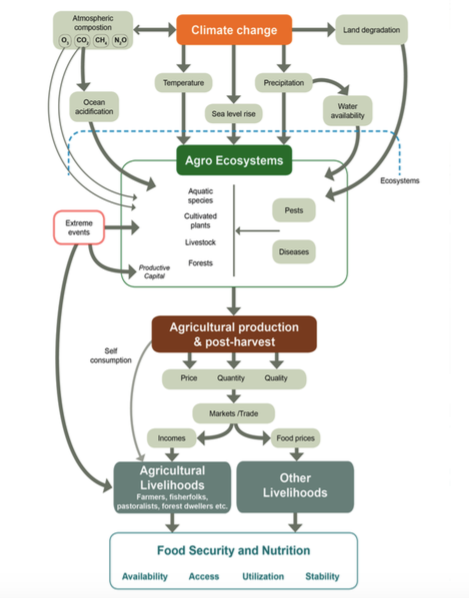 Atmospheric
compostion
O₃ CO₂ CH₄ N₂O
Climate change
Land degradation
Temperature
Precipitation
Ocean
acidification
Sea level rise
Water
availability
Agro Ecosystems
Ecosystems
Aquatic
species
Cultivated
plants
Livestock
Forests
Pests
Diseases
Extreme
events
Productive
Capital
Agricultural production
& post-harvest
Self
consumption
Price Quantity Quality
Markets /Trade
Incomes
Food prices
Agricultural
Livelihoods
Farmers, fisherfolks,
pastoralists, forest dwellers etc.
Other
Livelihoods
Food Security and Nutrition
Availability Access Utilization Stability